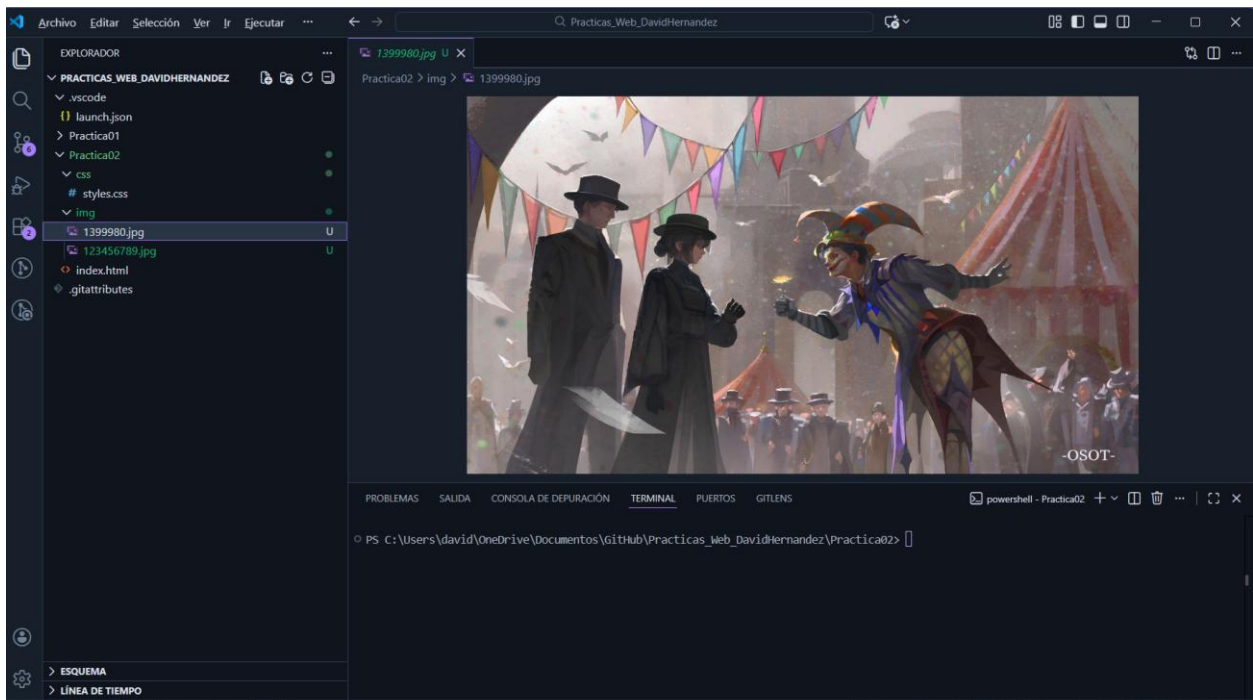 Archivo Editar Selección Ver Ir Ejecutar ··· Practicas_Web_DavidHernandez
EXPLORADOR ···
PRACTICAS_WEB_DAVIDHERNANDEZ
.vscode
{} launch.json
Practica01
Practica02
css
# styles.css
img
1399980.jpg U
123456789.jpg U
index.html
.gitattributes
6
2
ESQUEMA
LÍNEA DE TIEMPO
1399980.jpg U
Practica02 > img > 1399980.jpg
-OSOT-
PROBLEMAS SALIDA CONSOLA DE DEPURACIÓN TERMINAL PUERTOS GITLENS powershell - Practica02
PS C:\Users\david\OneDrive\Documentos\GitHub\Practicas_Web_DavidHernandez\Practica02>